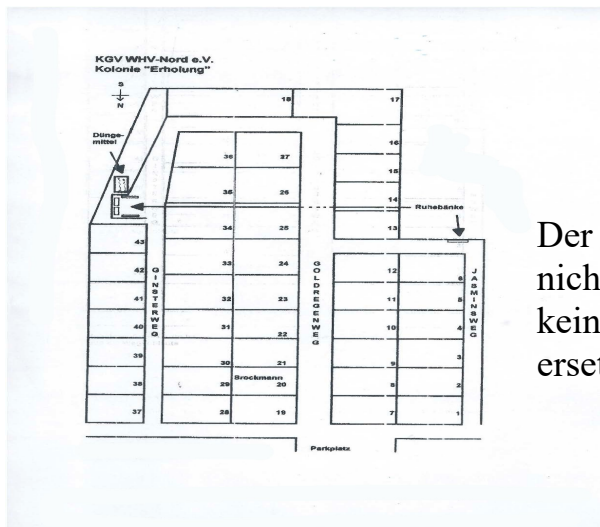 KGV WHV-Nord e.V.
Kolonie "Erholung"
S
N
Dünge-
mittel
18
17
16
15
14
13
36
27
35
26
34
25
33
24
32
23
31
22
30
21
Brockmann
29
20
28
19
43
42
41
40
39
38
37
12
11
10
9
8
7
6
5
4
3
2
1
Ruhebänke
GINSTERWEG
GOLDREGENWEG
JASMINSWEG
Parkplatz
Der
nich
kein
erset